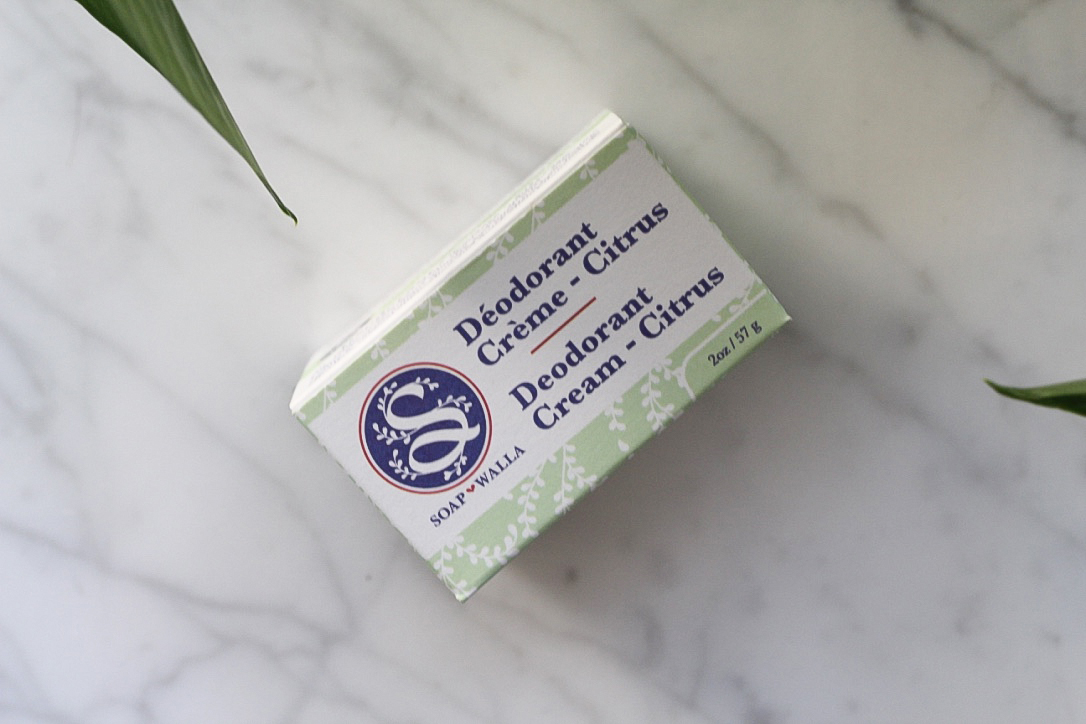 Déodorant
Crème - Citrus
Deodorant
Cream - Citrus
2oz / 57 g
SOAP♥WALLA